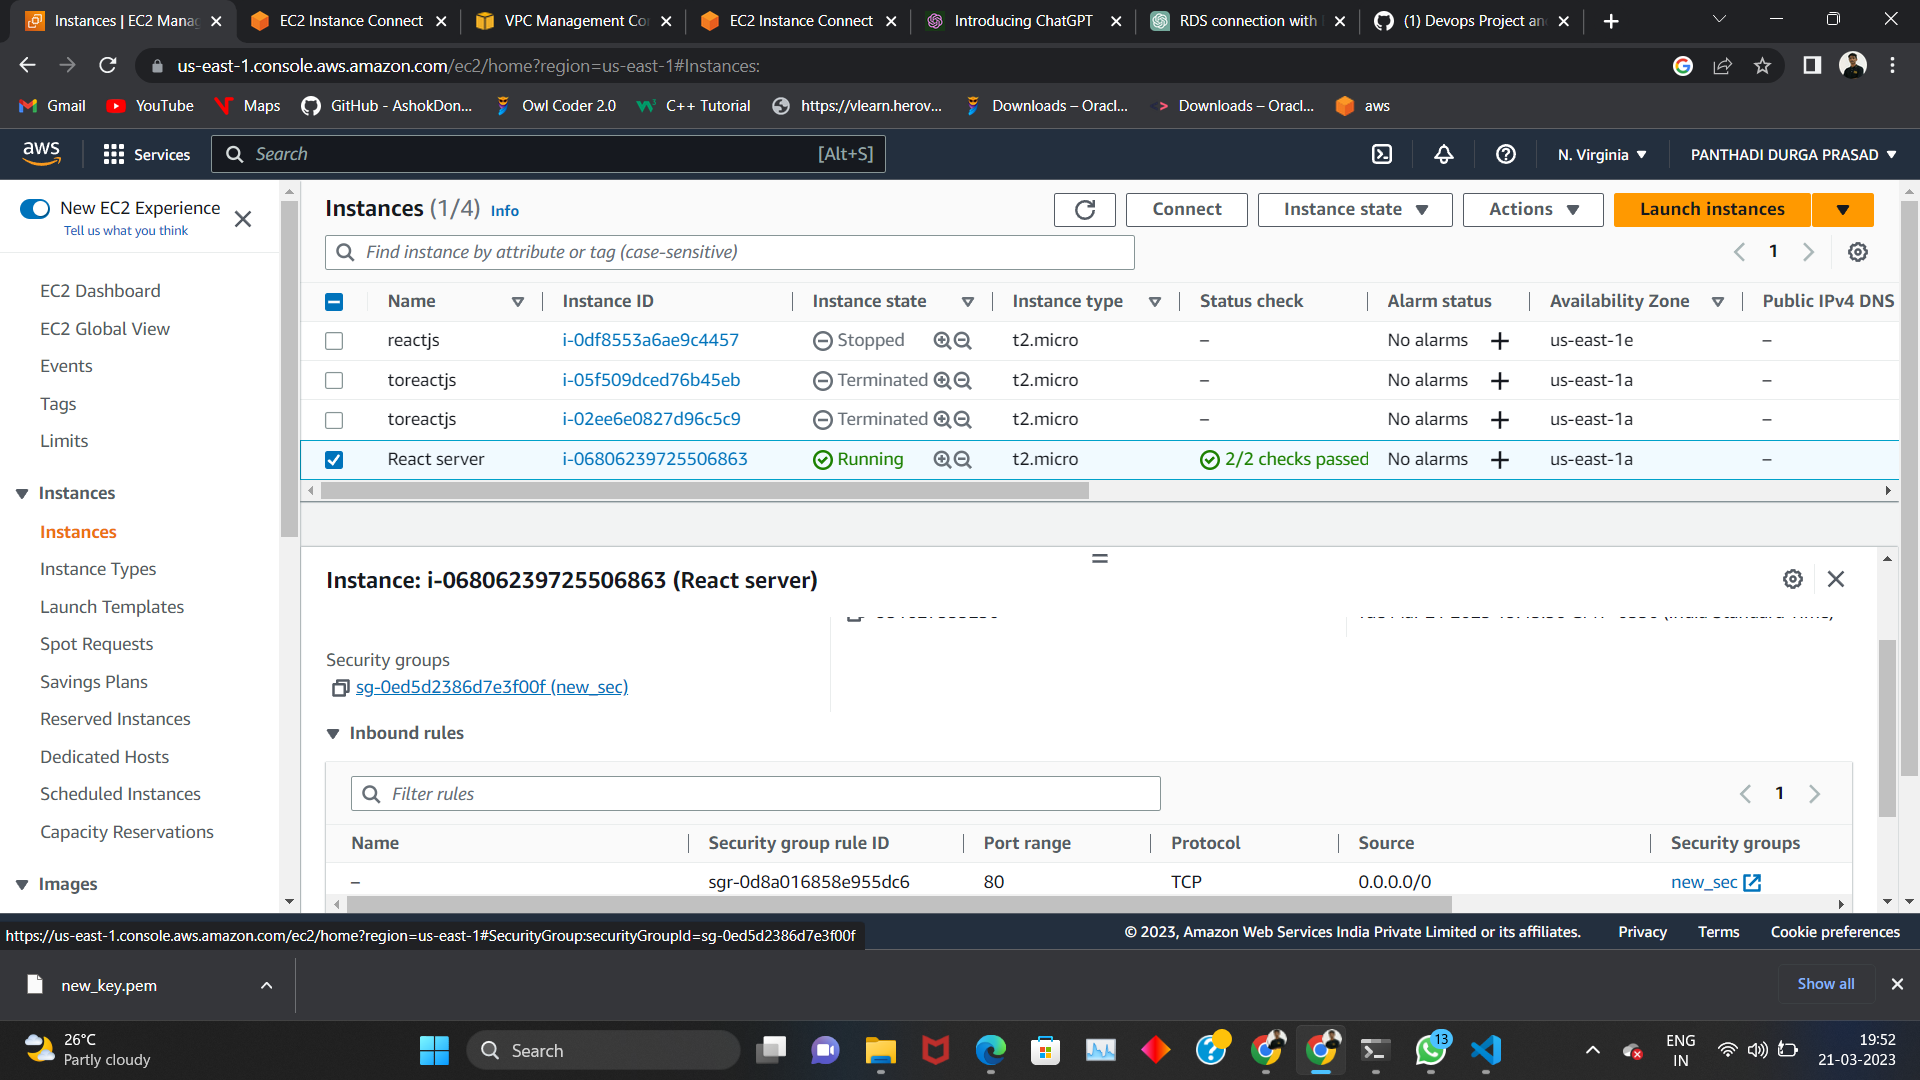 Instances | EC2 Manag
EC2 Instance Connect
VPC Management Co
EC2 Instance Connect
Introducing ChatGPT
RDS connection with
(1) Devops Project an
us-east-1.console.aws.amazon.com/ec2/home?region=us-east-1#Instances:
Gmail
YouTube
Maps
GitHub - AshokDon...
Owl Coder 2.0
C++ Tutorial
https://vlearn.herov...
Downloads – Oracl...
Downloads – Oracl...
aws
aws
Services
Search
[Alt+S]
N. Virginia
PANTHADI DURGA PRASAD
New EC2 Experience
Tell us what you think
EC2 Dashboard
EC2 Global View
Events
Tags
Limits
Instances
Instances
Instance Types
Launch Templates
Spot Requests
Savings Plans
Reserved Instances
Dedicated Hosts
Scheduled Instances
Capacity Reservations
Images
Instances (1/4) Info
Connect
Instance state
Actions
Launch instances
Find instance by attribute or tag (case-sensitive)
1
Name Instance ID Instance state Instance type Status check Alarm status Availability Zone Public IPv4 DNS
reactjs i-0df8553a6ae9c4457 Stopped t2.micro – No alarms us-east-1e –
toreactjs i-05f509dced76b45eb Terminated t2.micro – No alarms us-east-1a –
toreactjs i-02ee6e0827d96c5c9 Terminated t2.micro – No alarms us-east-1a –
React server i-06806239725506863 Running t2.micro 2/2 checks passed No alarms us-east-1a –
Instance: i-06806239725506863 (React server)
Security groups
sg-0ed5d2386d7e3f00f (new_sec)
Inbound rules
Filter rules
1
Name Security group rule ID Port range Protocol Source Security groups
– sgr-0d8a016858e955dc6 80 TCP 0.0.0.0/0 new_sec
https://us-east-1.console.aws.amazon.com/ec2/home?region=us-east-1#SecurityGroup:securityGroupId=sg-0ed5d2386d7e3f00f
© 2023, Amazon Web Services India Private Limited or its affiliates.
Privacy
Terms
Cookie preferences
new_key.pem
Show all
26°C
Partly cloudy
Search
13
ENG
IN
19:52
21-03-2023